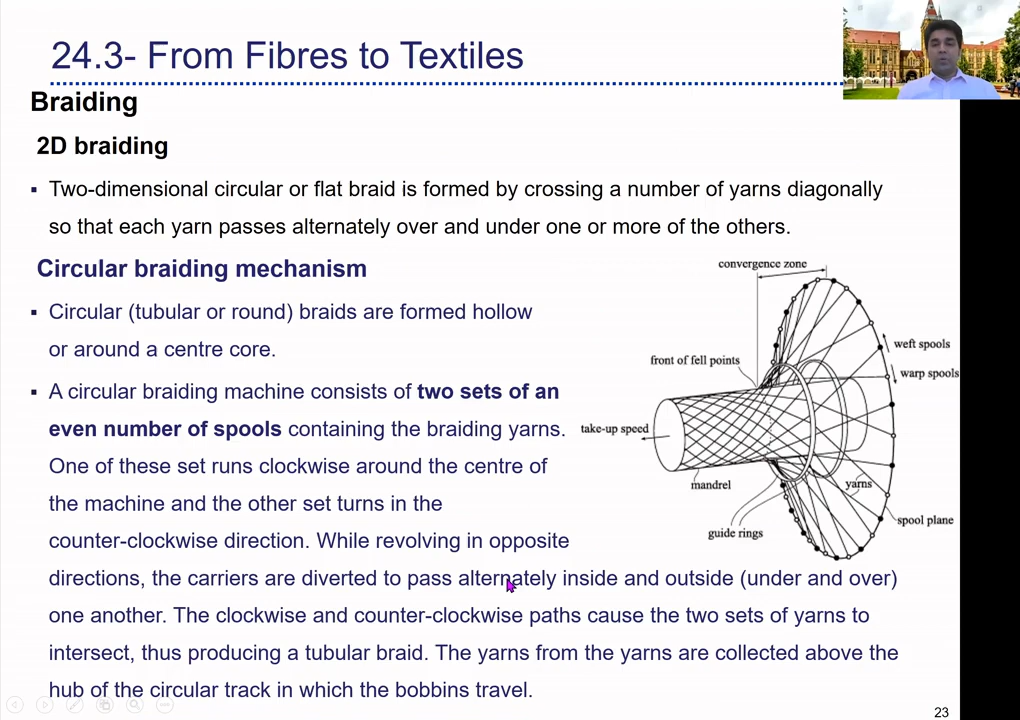 24.3- From Fibres to Textiles
Braiding
2D braiding
▪ Two-dimensional circular or flat braid is formed by crossing a number of yarns diagonally
so that each yarn passes alternately over and under one or more of the others.
Circular braiding mechanism
▪ Circular (tubular or round) braids are formed hollow
or around a centre core.
▪ A circular braiding machine consists of two sets of an
even number of spools containing the braiding yarns.
One of these set runs clockwise around the centre of
the machine and the other set turns in the
counter-clockwise direction. While revolving in opposite
directions, the carriers are diverted to pass alternately inside and outside (under and over)
one another. The clockwise and counter-clockwise paths cause the two sets of yarns to
intersect, thus producing a tubular braid. The yarns from the yarns are collected above the
hub of the circular track in which the bobbins travel.
convergence zone
front of fell points
weft spools
warp spools
take-up speed
mandrel
yarns
guide rings
spool plane
23